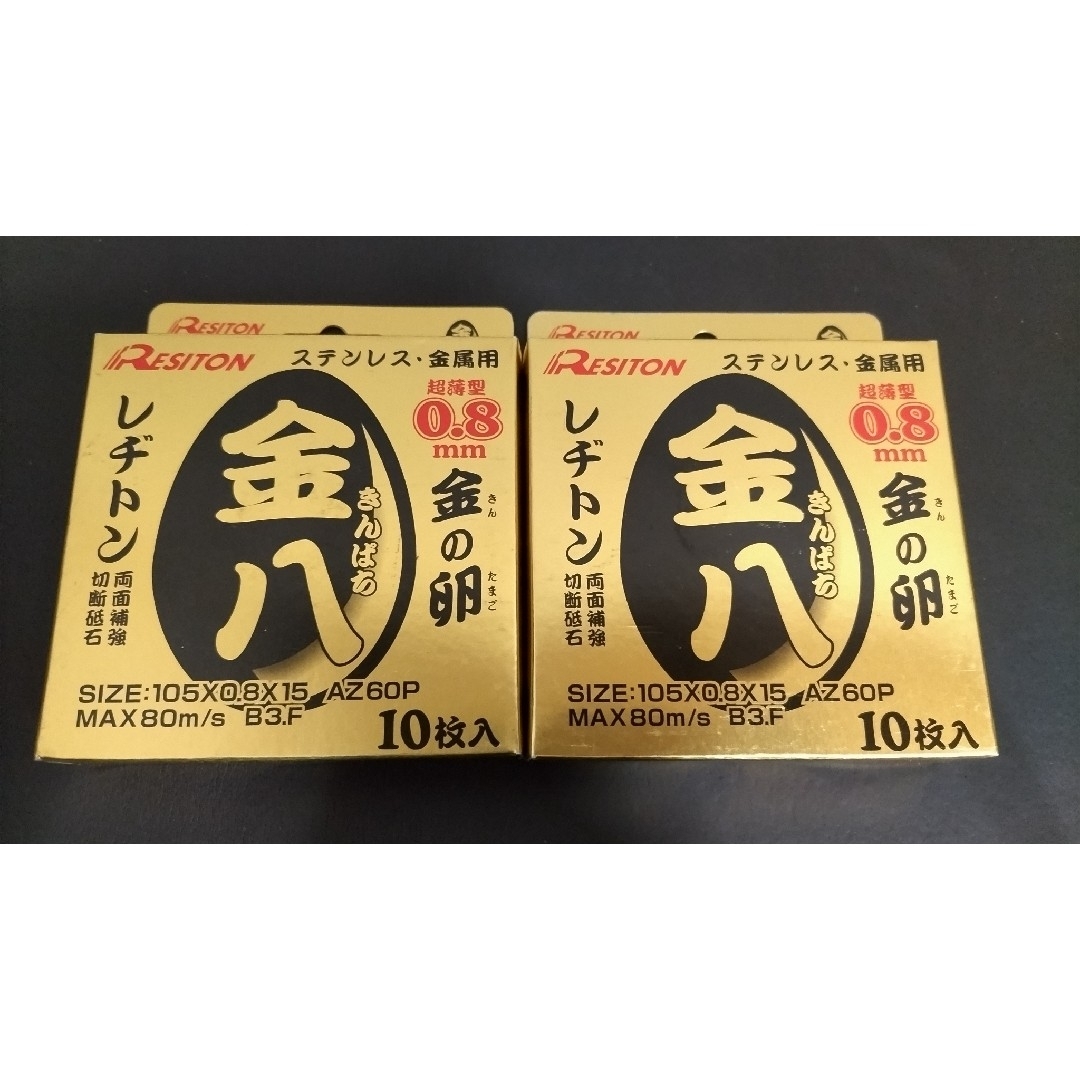 RESITON
RESITON ステンレス・金属用
超薄型
0.8
mm
金八
きんぱち
金の卵
きん たまご
レヂトン
両面補強
切断砥石
SIZE:105X0.8X15 AZ60P
MAX80m/s B3.F
10枚入
RESITON
RESITON ステンレス・金属用
超薄型
0.8
mm
金八
きんぱち
金の卵
きん たまご
レヂトン
両面補強
切断砥石
SIZE:105X0.8X15 AZ60P
MAX80m/s B3.F
10枚入